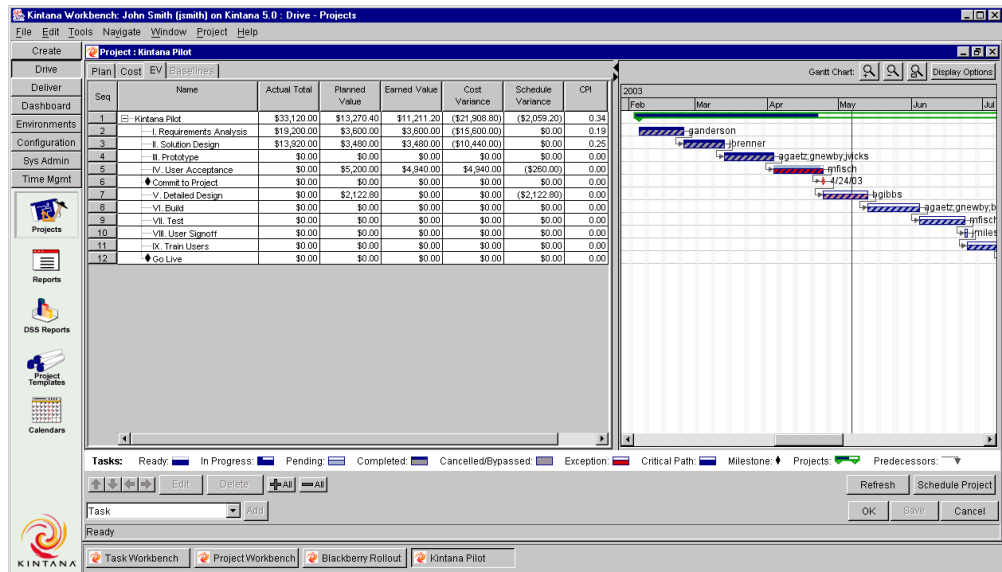 Kintana Workbench: John Smith (jsmith) on Kintana 5.0 : Drive - Projects
File Edit Tools Navigate Window Project Help
Create
Drive
Deliver
Dashboard
Environments
Configuration
Sys Admin
Time Mgmt
Projects
Reports
DSS Reports
Project Templates
Calendars
KINTANA
Project : Kintana Pilot
Plan Cost EV Baselines
Gantt Chart: Display Options
Seq Name Actual Total Planned Value Earned Value Cost Variance Schedule Variance CPI
1 Kintana Pilot $33,120.00 $13,270.40 $11,211.20 ($21,908.80) ($2,059.20) 0.34
2 I. Requirements Analysis $19,200.00 $3,600.00 $3,600.00 ($15,600.00) $0.00 0.19
3 II. Solution Design $13,920.00 $3,480.00 $3,480.00 ($10,440.00) $0.00 0.25
4 III. Prototype $0.00 $0.00 $0.00 $0.00 $0.00 0.00
5 IV. User Acceptance $0.00 $5,200.00 $4,940.00 $4,940.00 ($260.00) 0.00
6 Commit to Project $0.00 $0.00 $0.00 $0.00 $0.00 0.00
7 V. Detailed Design $0.00 $2,122.80 $0.00 $0.00 ($2,122.80) 0.00
8 VI. Build $0.00 $0.00 $0.00 $0.00 $0.00 0.00
9 VII. Test $0.00 $0.00 $0.00 $0.00 $0.00 0.00
10 VIII. User Signoff $0.00 $0.00 $0.00 $0.00 $0.00 0.00
11 IX. Train Users $0.00 $0.00 $0.00 $0.00 $0.00 0.00
12 Go Live $0.00 $0.00 $0.00 $0.00 $0.00 0.00
2003
Feb Mar Apr May Jun Jul
ganderson
jbrenner
agaetz;gnewby;jvicks
mfisch
4/24/03
bgibbs
agaetz;gnewby;b
mfisch
jmiles
Tasks: Ready: In Progress: Pending: Completed: Cancelled/Bypassed: Exception: Critical Path: Milestone: Projects: Predecessors:
Edit Delete All All Refresh Schedule Project
Task Add OK Save Cancel
Ready
Task Workbench Project Workbench Blackberry Rollout Kintana Pilot